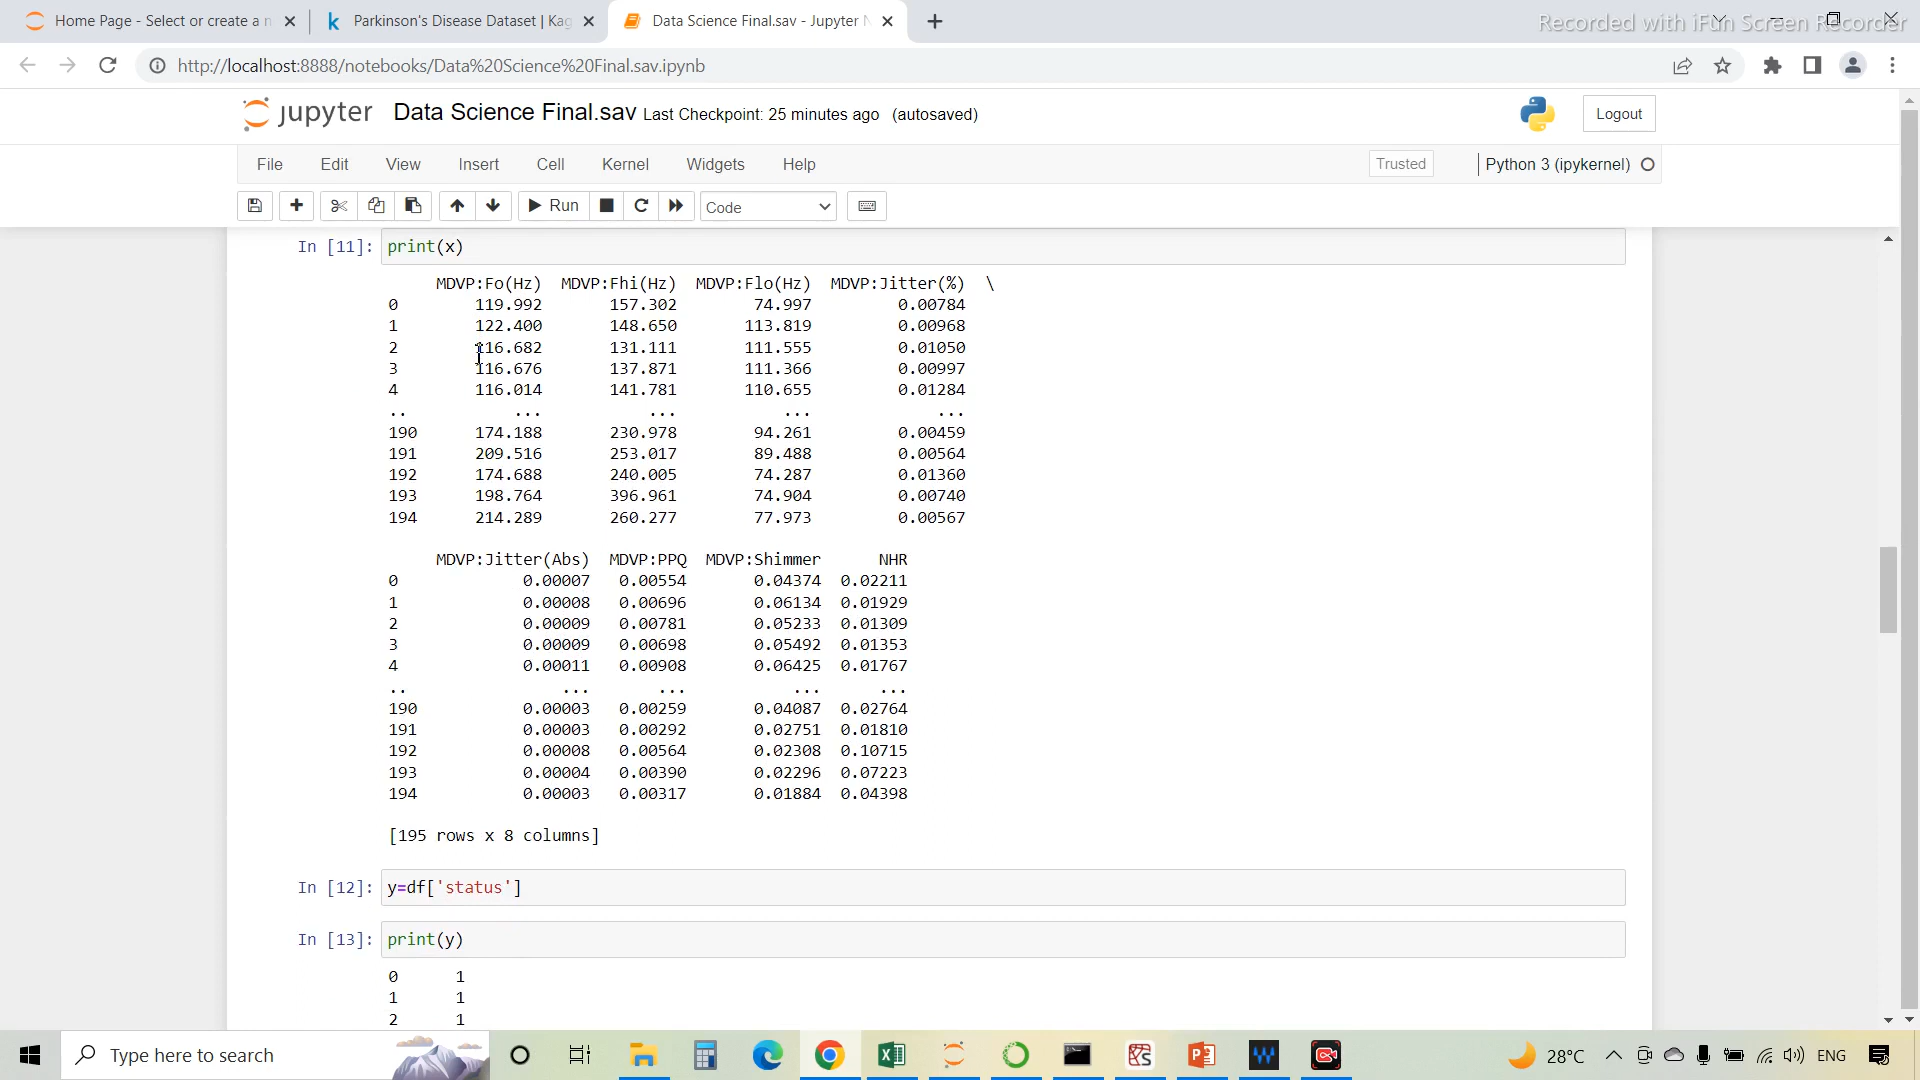 Home Page - Select or create a n
Parkinson's Disease Dataset | Kag
Data Science Final.sav - Jupyter N
Recorded with iFun Screen Recorder
http://localhost:8888/notebooks/Data%20Science%20Final.sav.ipynb
jupyter Data Science Final.sav Last Checkpoint: 25 minutes ago (autosaved)
Logout
File Edit View Insert Cell Kernel Widgets Help
Trusted
Python 3 (ipykernel)
Run
Code
In [11]: print(x)
MDVP:Fo(Hz) MDVP:Fhi(Hz) MDVP:Flo(Hz) MDVP:Jitter(%) \
0 119.992 157.302 74.997 0.00784
1 122.400 148.650 113.819 0.00968
2 116.682 131.111 111.555 0.01050
3 116.676 137.871 111.366 0.00997
4 116.014 141.781 110.655 0.01284
.. ... ... ... ...
190 174.188 230.978 94.261 0.00459
191 209.516 253.017 89.488 0.00564
192 174.688 240.005 74.287 0.01360
193 198.764 396.961 74.904 0.00740
194 214.289 260.277 77.973 0.00567
MDVP:Jitter(Abs) MDVP:PPQ MDVP:Shimmer NHR
0 0.00007 0.00554 0.04374 0.02211
1 0.00008 0.00696 0.06134 0.01929
2 0.00009 0.00781 0.05233 0.01309
3 0.00009 0.00698 0.05492 0.01353
4 0.00011 0.00908 0.06425 0.01767
.. ... ... ... ...
190 0.00003 0.00259 0.04087 0.02764
191 0.00003 0.00292 0.02751 0.01810
192 0.00008 0.00564 0.02308 0.10715
193 0.00004 0.00390 0.02296 0.07223
194 0.00003 0.00317 0.01884 0.04398
[195 rows x 8 columns]
In [12]: y=df['status']
In [13]: print(y)
0 1
1 1
2 1
Type here to search
28°C
ENG